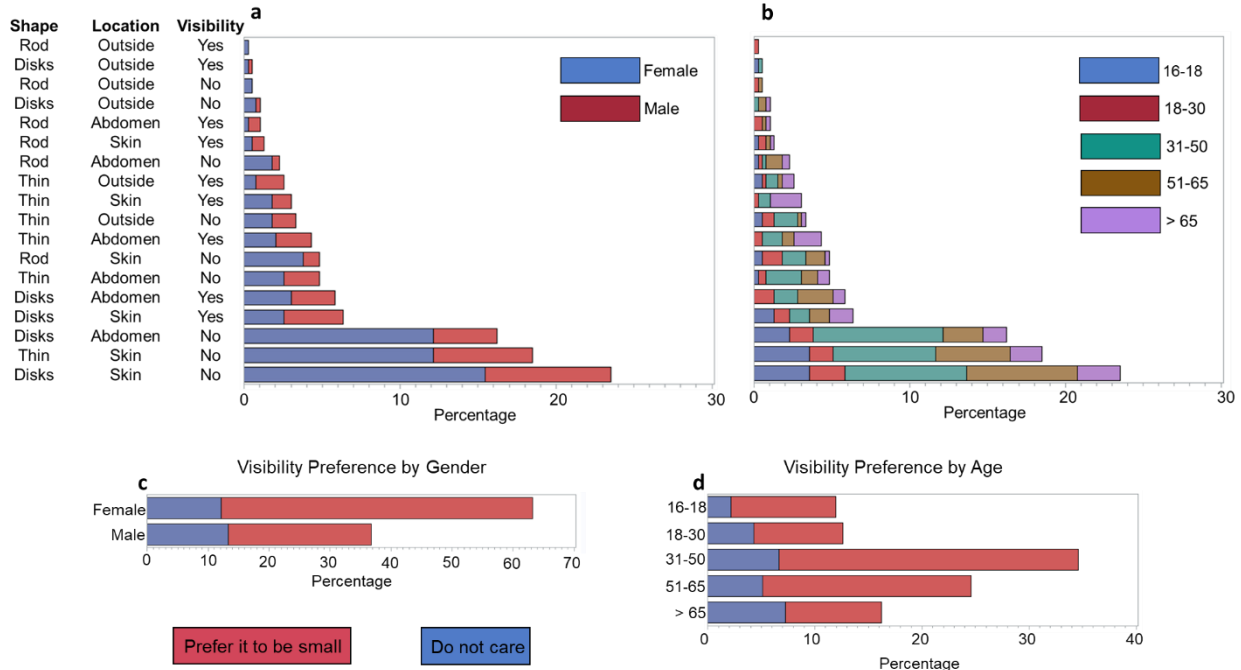 a
b
Shape Location Visibility
Rod Outside Yes
Disks Outside Yes
Rod Outside No
Disks Outside No
Rod Abdomen Yes
Rod Skin Yes
Rod Abdomen No
Thin Outside Yes
Thin Skin Yes
Thin Outside No
Thin Abdomen Yes
Rod Skin No
Thin Abdomen No
Disks Abdomen Yes
Disks Skin Yes
Disks Abdomen No
Thin Skin No
Disks Skin No
Female
Male
0 10 20 30
Percentage
16-18
18-30
31-50
51-65
> 65
0 10 20 30
Percentage
Visibility Preference by Gender
c
Female
Male
0 10 20 30 40 50 60 70
Percentage
Prefer it to be small
Do not care
Visibility Preference by Age
d
16-18
18-30
31-50
51-65
> 65
0 10 20 30 40
Percentage